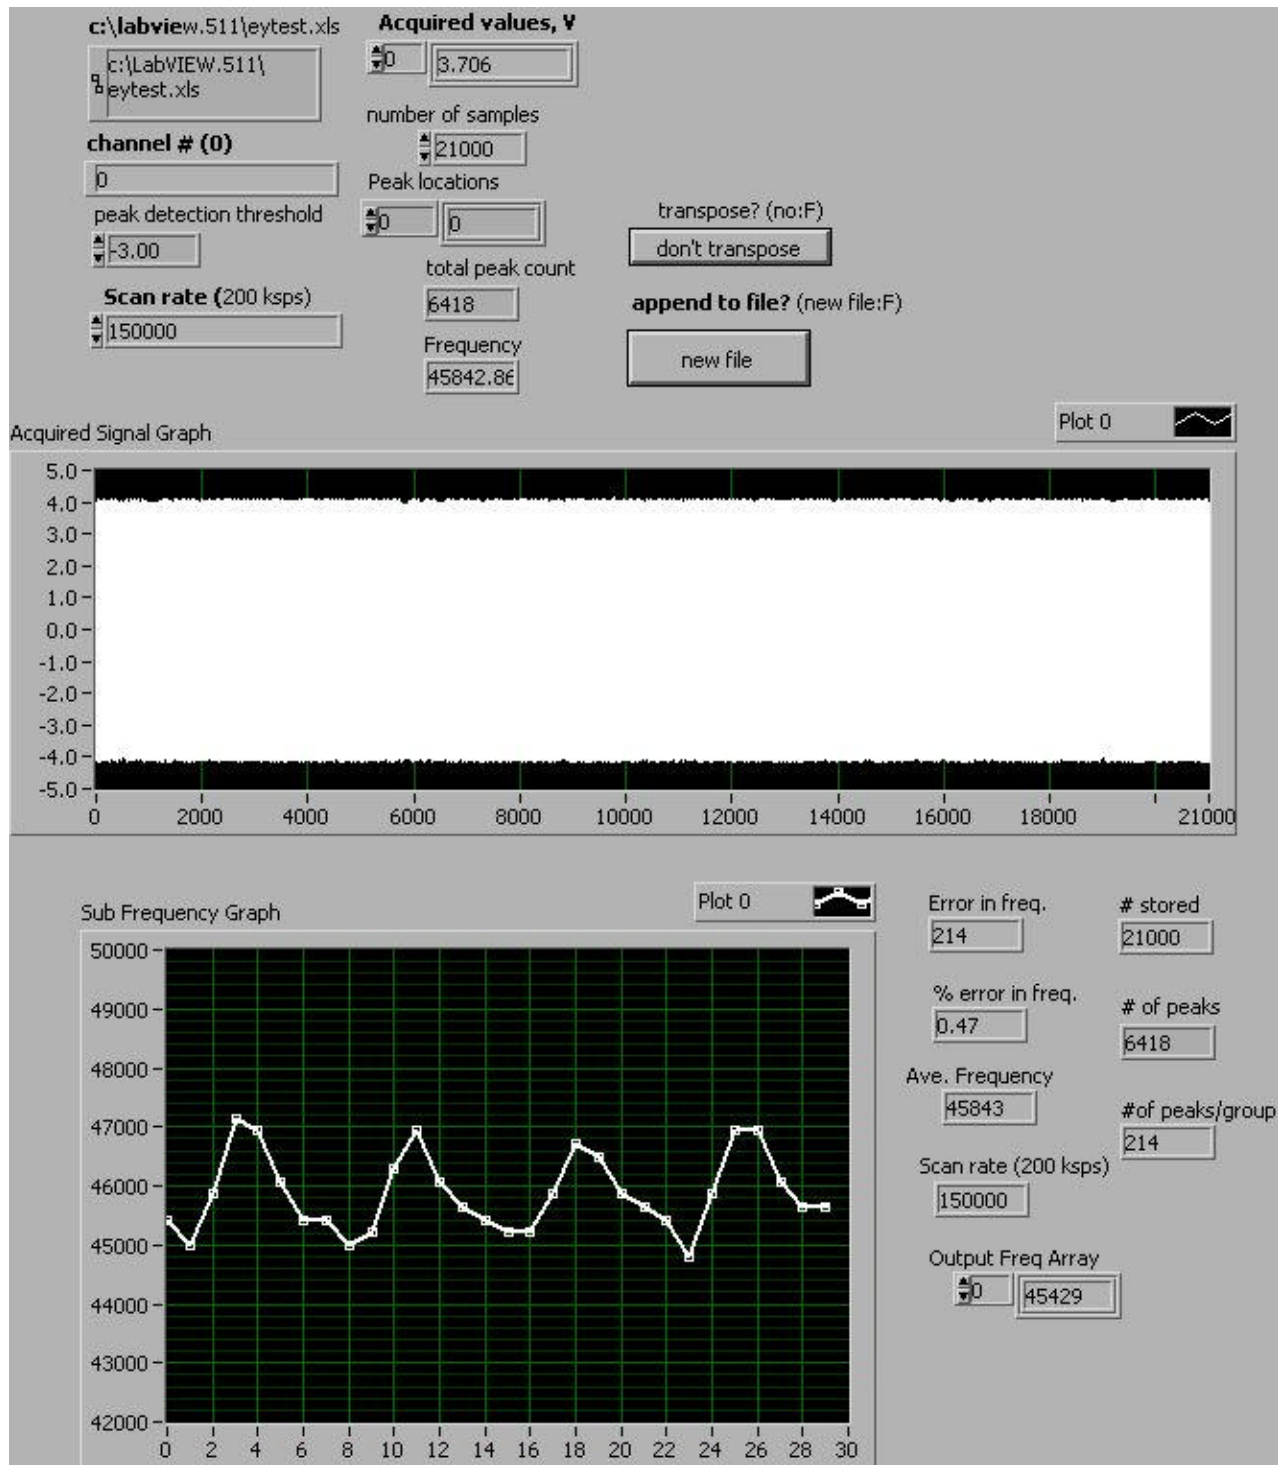 c:\labview.511\eytest.xls
c:\LabVIEW.511\
eytest.xls
channel # (0)
0
peak detection threshold
-3.00
Scan rate (200 ksps)
150000
Acquired values, V
0 3.706
number of samples
21000
Peak locations
0 0
total peak count
6418
Frequency
45842.86
transpose? (no:F)
don't transpose
append to file? (new file:F)
new file
Acquired Signal Graph
Plot 0
5.0
4.0
3.0
2.0
1.0
0.0
-1.0
-2.0
-3.0
-4.0
-5.0
0 2000 4000 6000 8000 10000 12000 14000 16000 18000 21000
Sub Frequency Graph
Plot 0
50000
49000
48000
47000
46000
45000
44000
43000
42000
0 2 4 6 8 10 12 14 16 18 20 22 24 26 28 30
Error in freq.
214
% error in freq.
0.47
Ave. Frequency
45843
Scan rate (200 ksps)
150000
Output Freq Array
0 45429
# stored
21000
# of peaks
6418
#of peaks/group
214